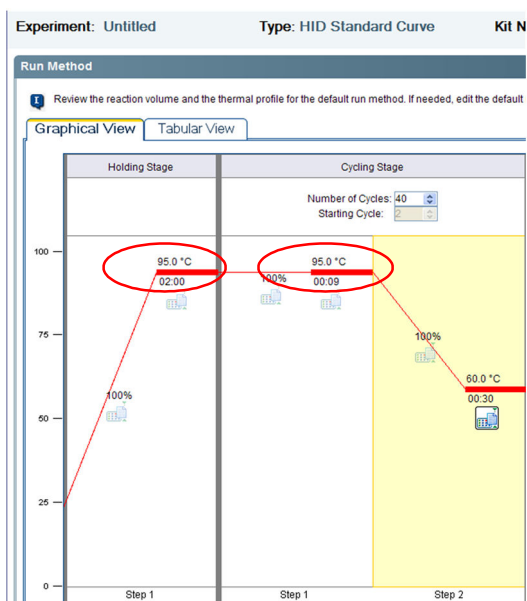 Experiment: Untitled Type: HID Standard Curve Kit N
Run Method
Review the reaction volume and the thermal profile for the default run method. If needed, edit the default
Graphical View Tabular View
Holding Stage Cycling Stage
Number of Cycles: 40
Starting Cycle: 2
100
95.0 °C 95.0 °C
02:00 100% 00:09
75
100%
60.0 °C
100% 00:30
50
25
0
Step 1 Step 1 Step 2